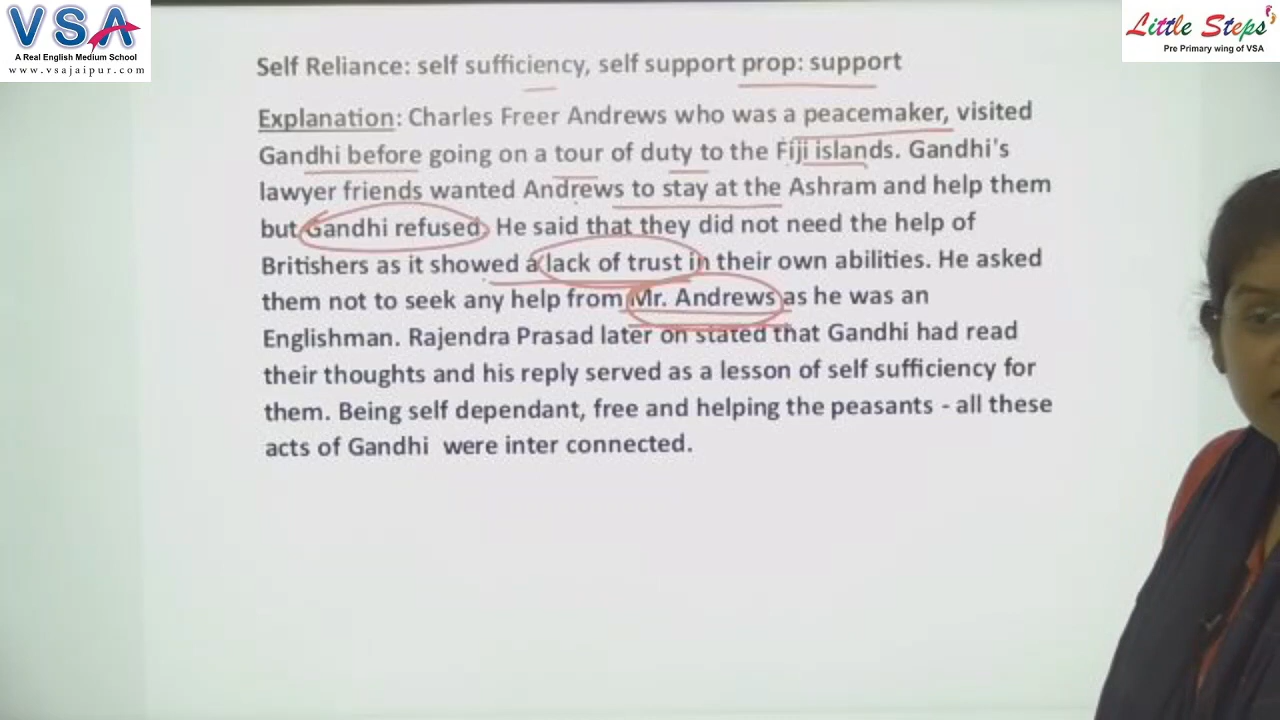 VSA
A Real English Medium School
www.vsajaipur.com
Little Steps
Pre Primary wing of VSA
Self Reliance: self sufficiency, self support prop: support
Explanation: Charles Freer Andrews who was a peacemaker, visited
Gandhi before going on a tour of duty to the Fiji islands. Gandhi's
lawyer friends wanted Andrews to stay at the Ashram and help them
but Gandhi refused. He said that they did not need the help of
Britishers as it showed a lack of trust in their own abilities. He asked
them not to seek any help from Mr. Andrews as he was an
Englishman. Rajendra Prasad later on stated that Gandhi had read
their thoughts and his reply served as a lesson of self sufficiency for
them. Being self dependant, free and helping the peasants - all these
acts of Gandhi were inter connected.